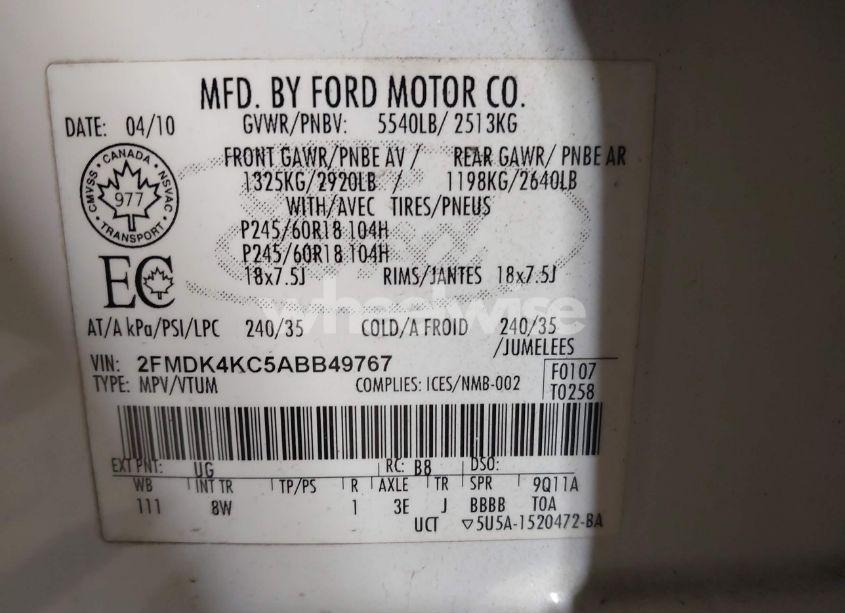 MFD. BY FORD MOTOR CO.
DATE: 04/10 GVWR/PNBV: 5540LB/ 2513KG
FRONT GAWR/PNBE AV / REAR GAWR/ PNBE AR
1325KG/2920LB / 1198KG/2640LB
WITH/AVEC TIRES/PNEUS
CANADA
CMVSS NSVAC
977
TRANSPORT
P245/60R18 104H
P245/60R18 104H
EC
18x7.5J RIMS/JANTES 18x7.5J
wheelwise
AT/A kPa/PSI/LPC 240/35 COLD/A FROID 240/35
/JUMELEES
VIN: 2FMDK4KC5ABB49767
TYPE: MPV/VTUM COMPLIES: ICES/NMB-002
F0107
T0258
EXT PNT: UG RC: B8 DSO:
WB INT TR TP/PS R AXLE TR SPR 9Q11A
111 8W 1 3E J BBBB TOA
UCT ▽5U5A-1520472-BA